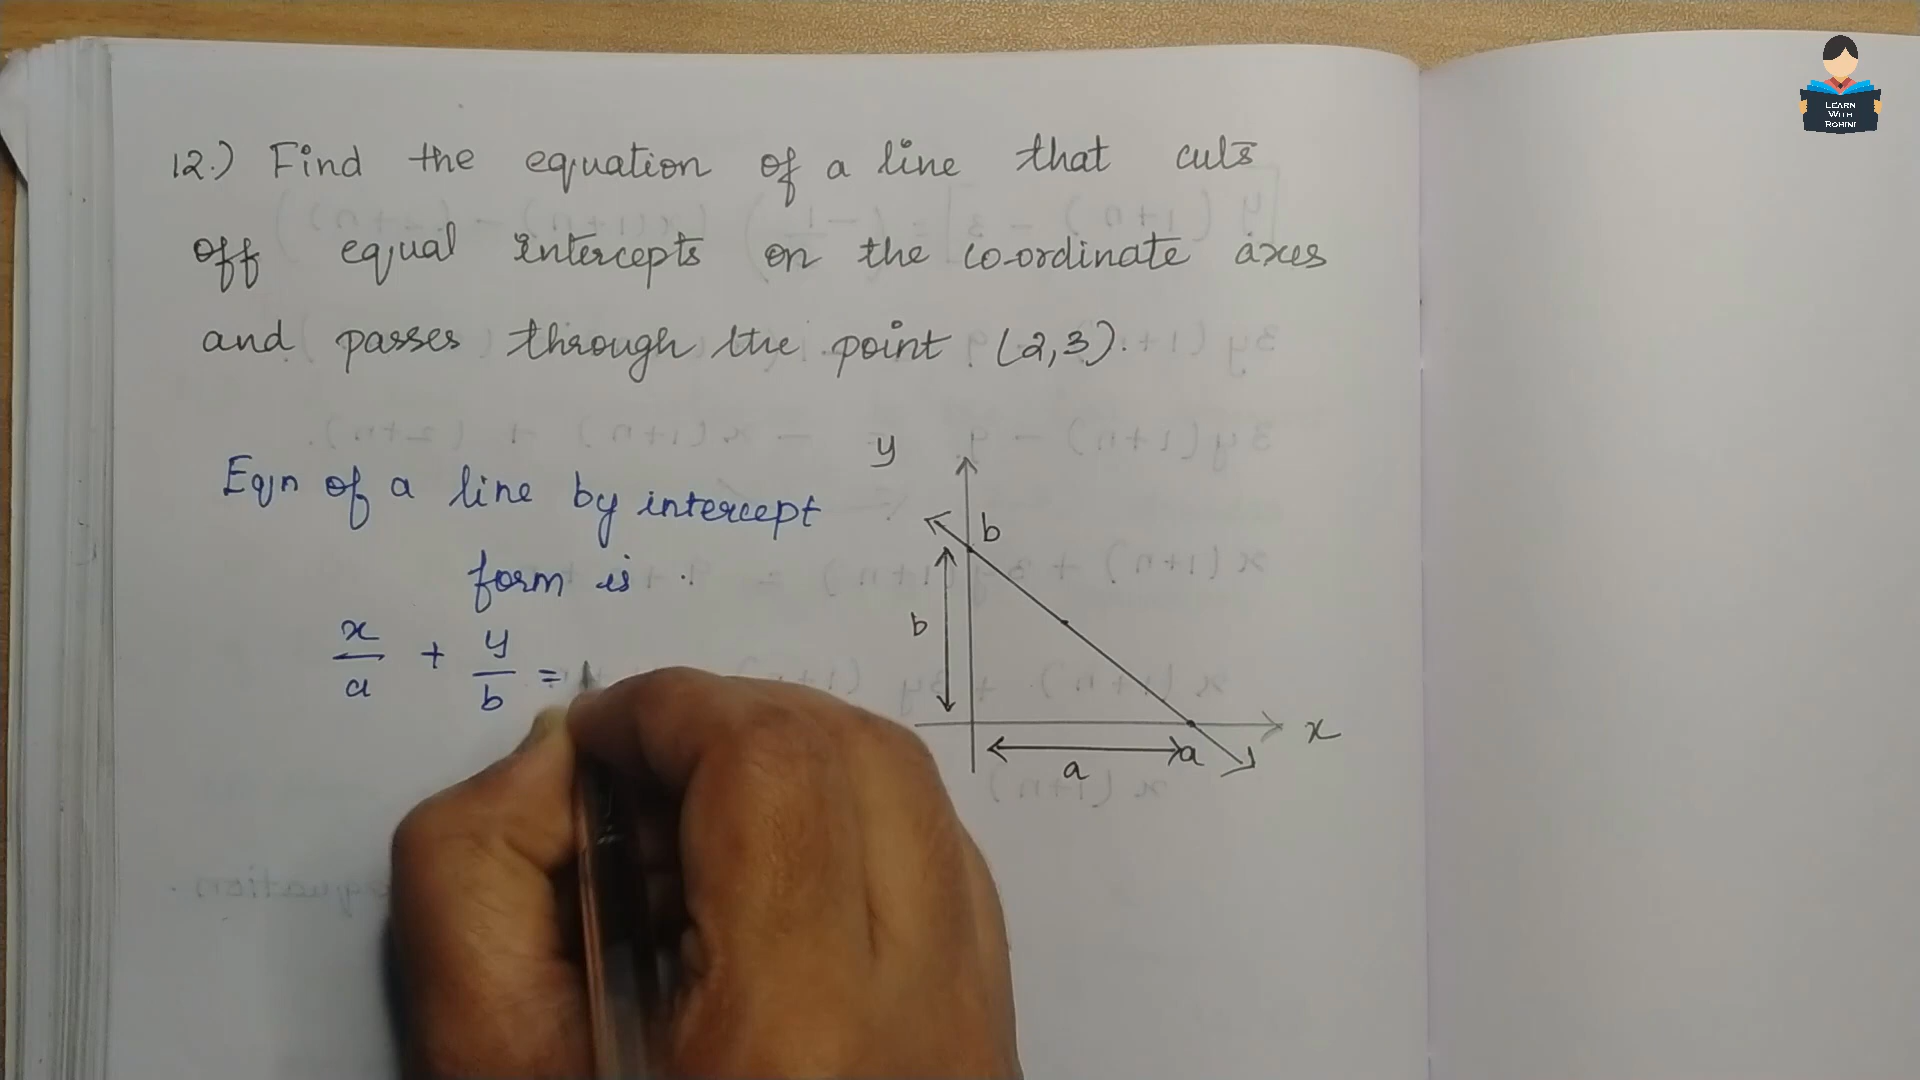 LEARN
WITH
ROHINI
12.) Find the equation of a line that cuts
off equal intercepts on the co-ordinate axes
and passes through the point (2,3).
Eqn of a line by intercept
form is
x/a + y/b =
y
b
b
x
a
a